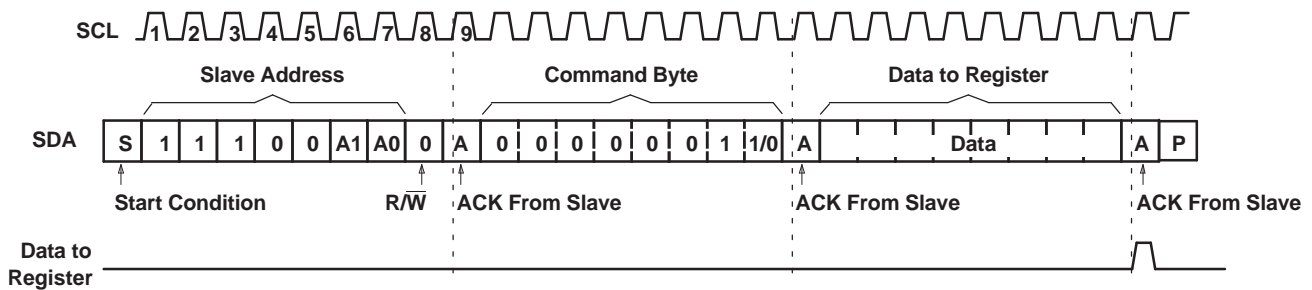 SCL 1 2 3 4 5 6 7 8 9
Slave Address Command Byte Data to Register
SDA S 1 1 1 0 0 A1 A0 0 A 0 0 0 0 0 0 1 1/0 A Data A P
Start Condition R/W̅ ACK From Slave ACK From Slave ACK From Slave
Data to
Register